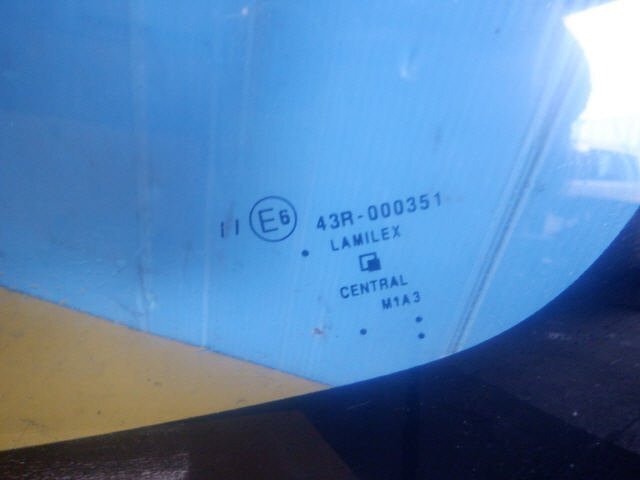 II E6 43R-000351
LAMILEX
CENTRAL
M1A3